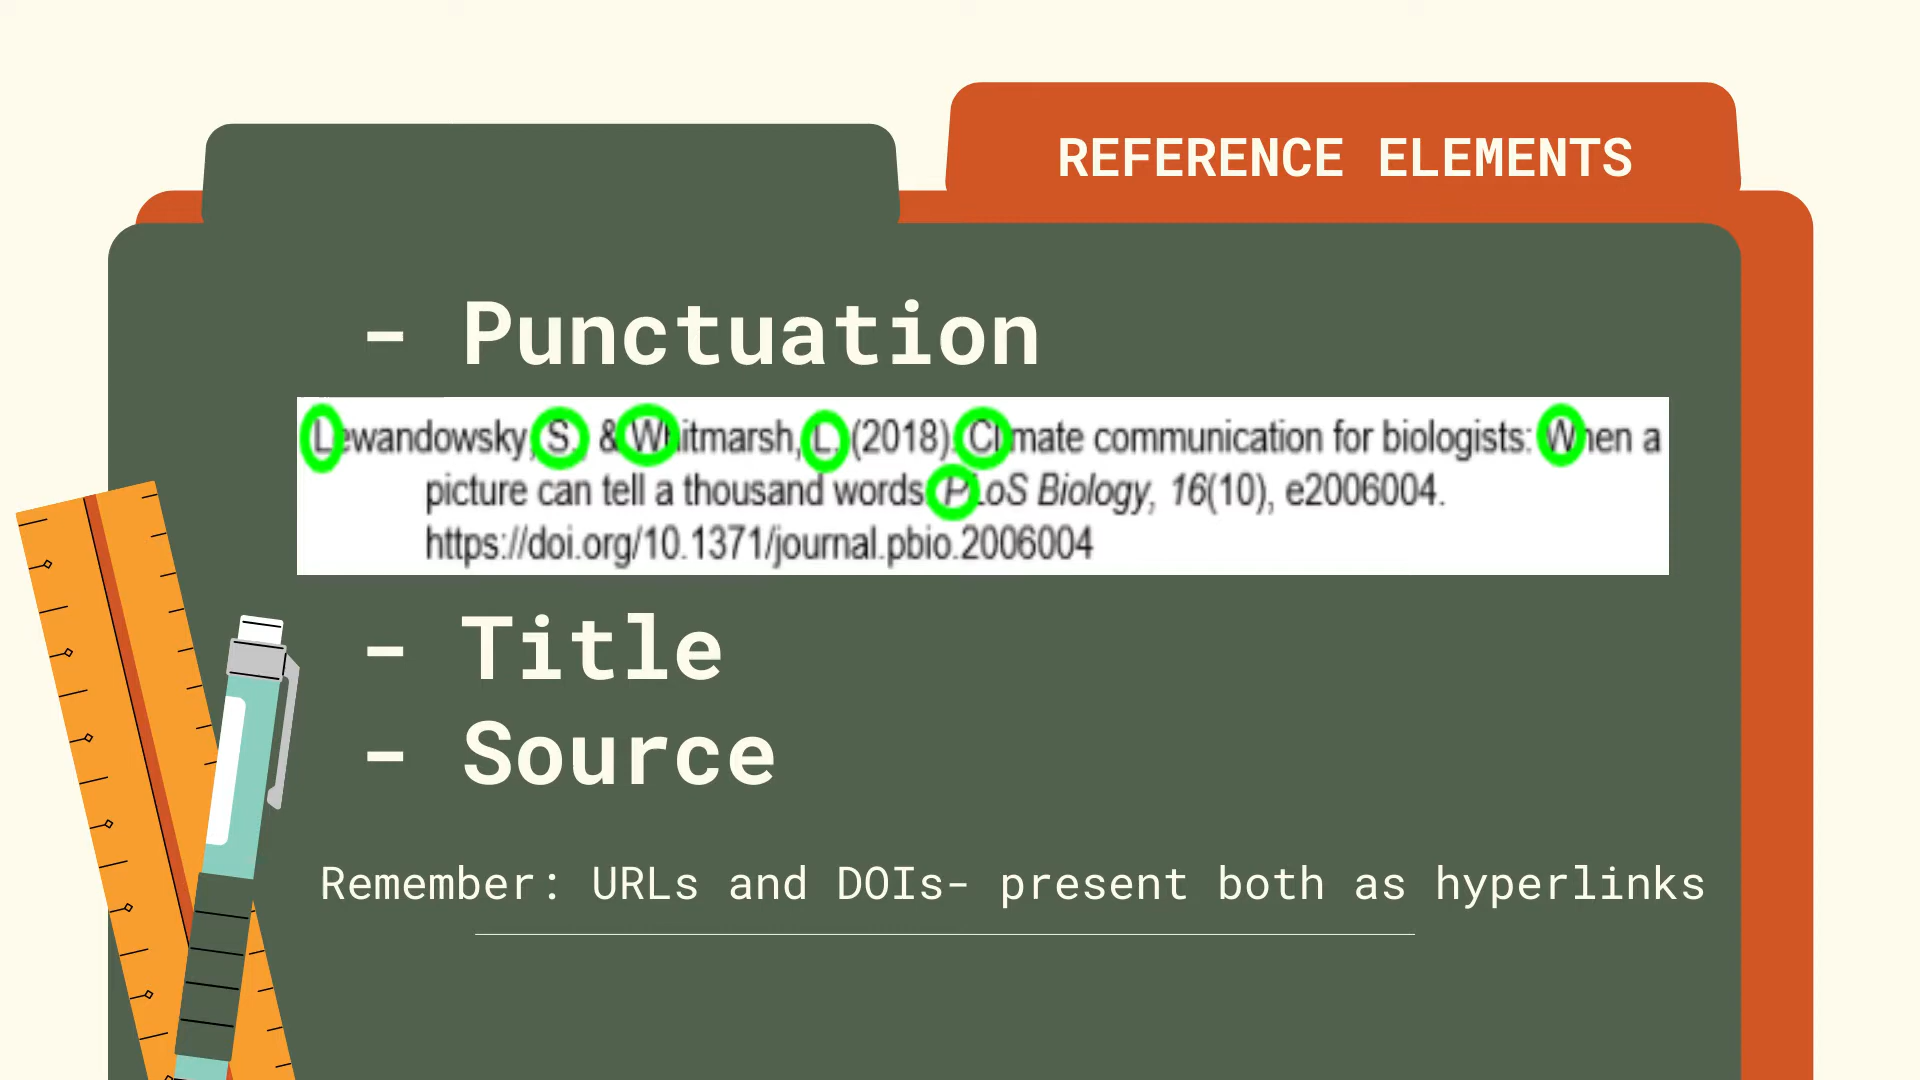 REFERENCE ELEMENTS
- Punctuation
Lewandowsky, S., & Whitmarsh, L. (2018). Climate communication for biologists: When a
picture can tell a thousand words. PLoS Biology, 16(10), e2006004.
https://doi.org/10.1371/journal.pbio.2006004
- Title
- Source
Remember: URLs and DOIs- present both as hyperlinks